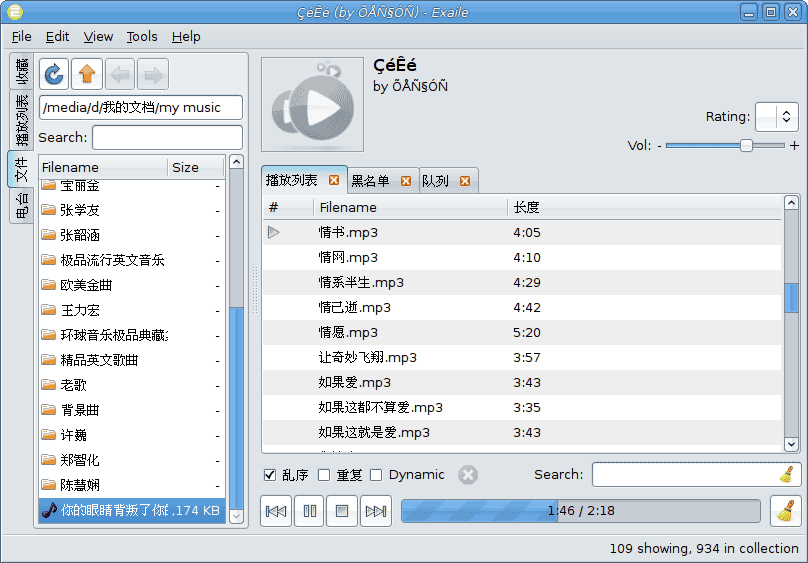 ÇéÊé (by ÕÅÑ§ÓÑ) - Exaile
File Edit View Tools Help
收藏
播放列表
文件
电台
/media/d/我的文档/my music
Search:
Filename Size
宝丽金 -
张学友 -
张韶涵 -
极品流行英文音乐 -
欧美金曲 -
王力宏 -
环球音乐极品典藏 -
精品英文歌曲 -
老歌 -
背景曲 -
许巍 -
郑智化 -
陈慧娴 -
你的眼睛背叛了你的 ,174 KB
ÇéÊé
by ÕÅÑ§ÓÑ
Rating:
Vol: - +
播放列表 黑名单 队列
# Filename 长度
情书.mp3 4:05
情网.mp3 4:10
情系半生.mp3 4:29
情已逝.mp3 4:42
情愿.mp3 5:20
让奇妙飞翔.mp3 3:57
如果爱.mp3 3:43
如果这都不算爱.mp3 3:35
如果这就是爱.mp3 3:43
乱序 重复 Dynamic Search:
1:46 / 2:18
109 showing, 934 in collection